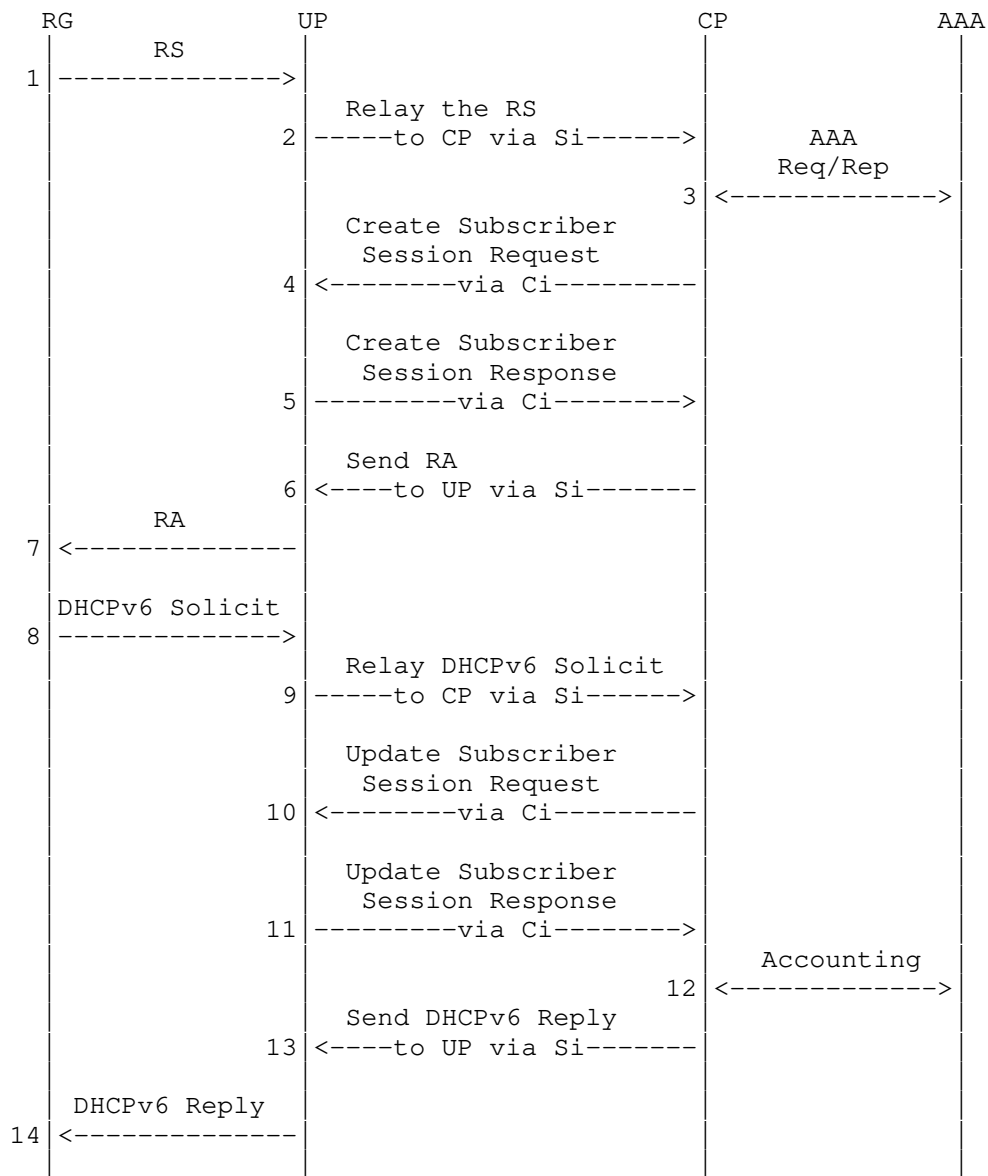 RG UP CP AAA
RS
1 -------------->
Relay the RS
2 -----to CP via Si------> AAA
Req/Rep
3 <------------->
Create Subscriber
Session Request
4 <--------via Ci---------
Create Subscriber
Session Response
5 ---------via Ci-------->
Send RA
6 <----to UP via Si-------
RA
7 <--------------
DHCPv6 Solicit
8 -------------->
Relay DHCPv6 Solicit
9 -----to CP via Si------>
Update Subscriber
Session Request
10 <--------via Ci---------
Update Subscriber
Session Response
11 ---------via Ci-------->
Accounting
12 <------------->
Send DHCPv6 Reply
13 <----to UP via Si-------
DHCPv6 Reply
14 <--------------